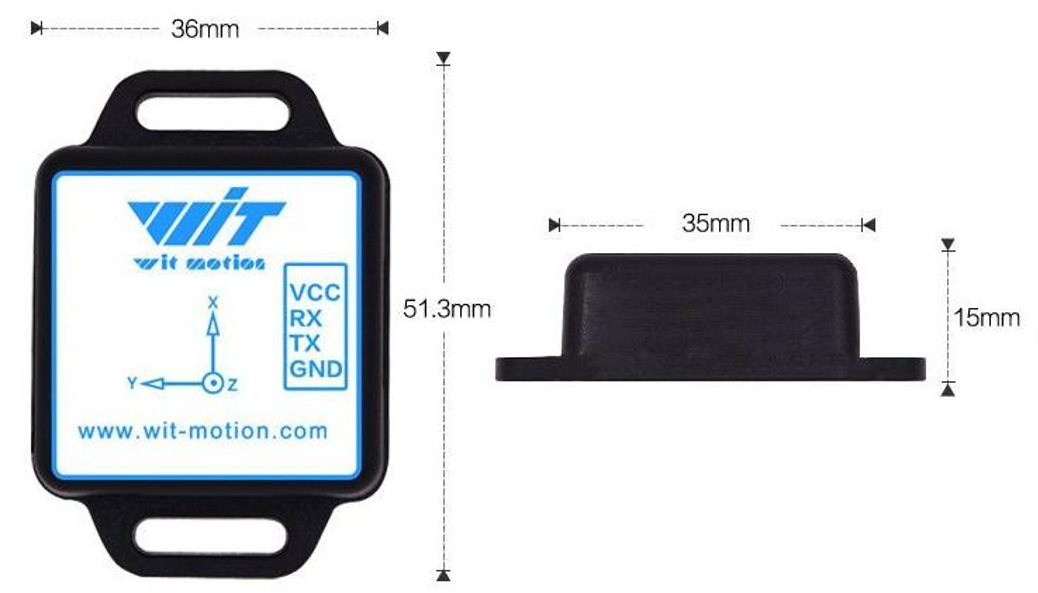 36mm
WiT
wit motion
VCC
RX
TX
GND
X
Y
Z
www.wit-motion.com
51.3mm
35mm
15mm